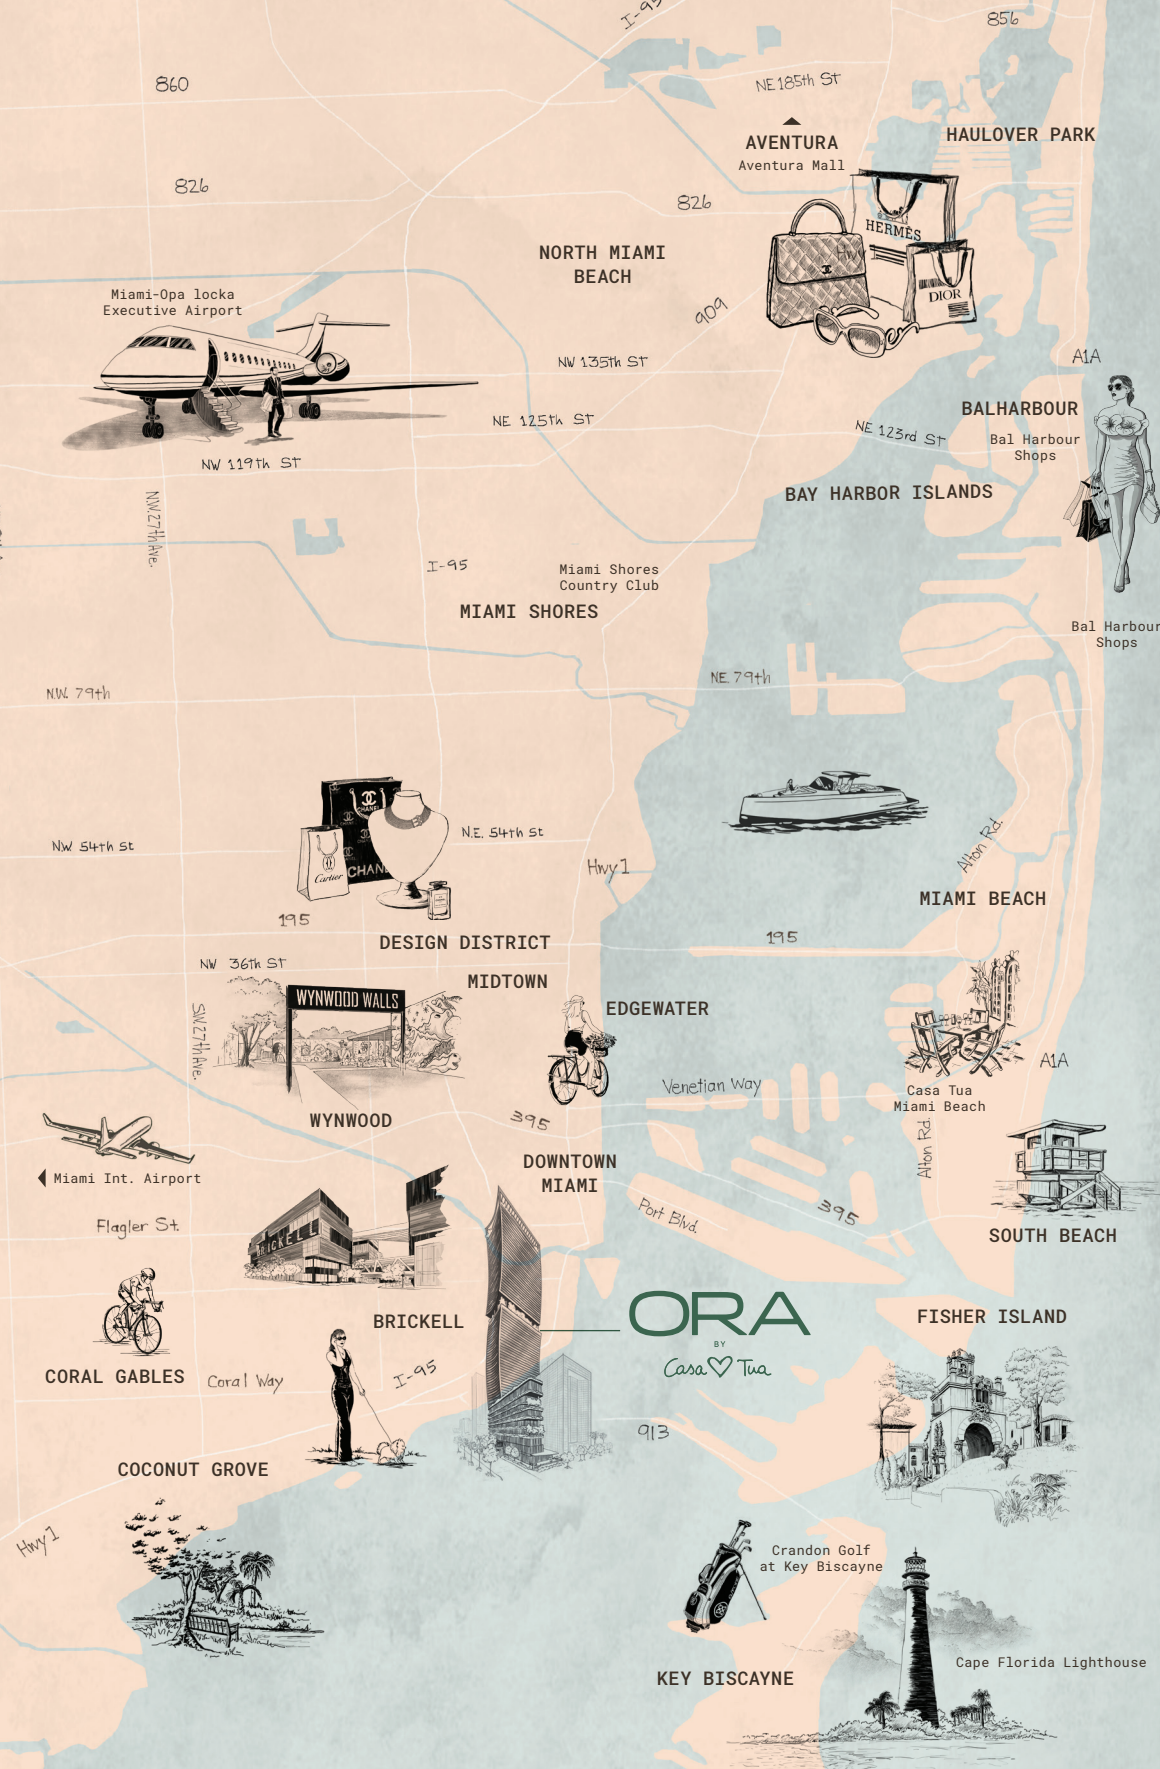 I-95
856
860
NE 185th St
AVENTURA
Aventura Mall
HAULOVER PARK
826
826
HERMÈS
Hwy
DIOR
NORTH MIAMI
BEACH
Miami-Opa locka
Executive Airport
909
NW 135th ST
A1A
NE 125th ST
NE 123rd ST
BALHARBOUR
Bal Harbour
Shops
NW 119th ST
BAY HARBOR ISLANDS
N.W.27th Ave.
I-95
Miami Shores
Country Club
MIAMI SHORES
Bal Harbour
Shops
NE. 79th
N.W. 79th
CHANEL
CHANEL
Cartier
N.W. 54th St
N.E. 54th St
Hwy 1
Alton Rd.
MIAMI BEACH
195
195
DESIGN DISTRICT
NW 36th ST
MIDTOWN
WYNWOOD WALLS
EDGEWATER
S.W.27th Ave.
A1A
Venetian Way
Casa Tua
Miami Beach
WYNWOOD
395
Alton Rd.
Miami Int. Airport
DOWNTOWN
MIAMI
Port Blvd.
395
Flagler St.
BRICKELL
SOUTH BEACH
ORA
BY
Casa Tua
BRICKELL
FISHER ISLAND
CORAL GABLES
Coral Way
I-95
913
COCONUT GROVE
Hwy 1
Crandon Golf
at Key Biscayne
KEY BISCAYNE
Cape Florida Lighthouse